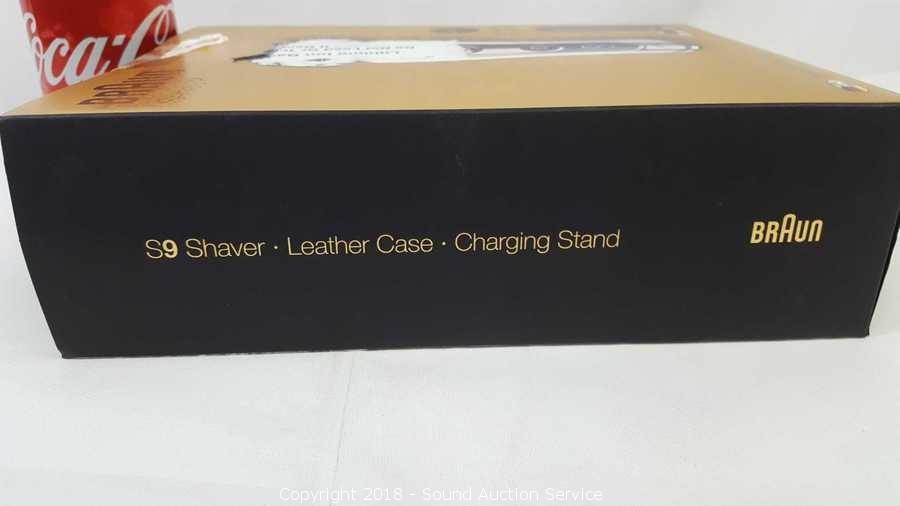 Coca-Cola
BRAUN
S9 Shaver · Leather Case · Charging Stand
BRAUN
Copyright 2018 - Sound Auction Service